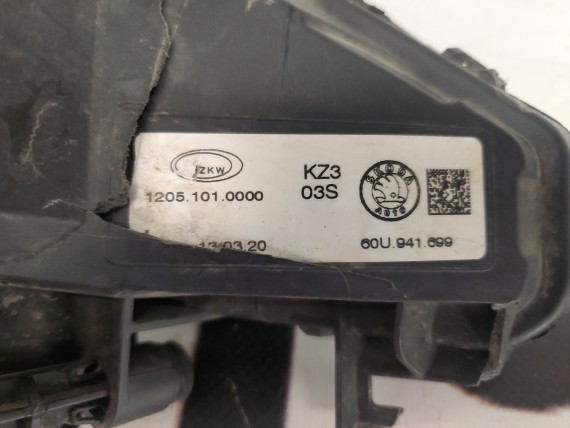 ZKW
1205.101.0000
KZ3
03S
SKODA
AUTO
13/03.20
60U.941.699